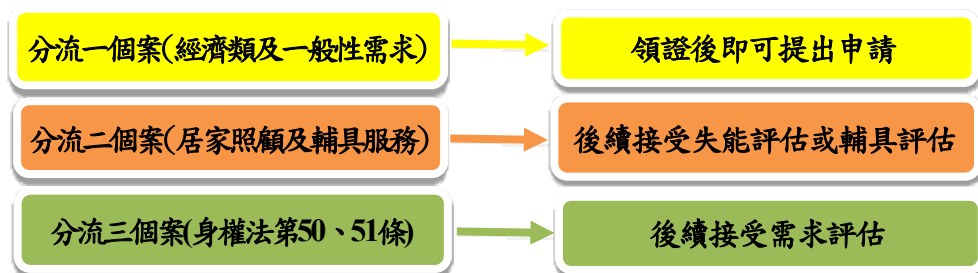 分流一個案(經濟類及一般性需求)
領證後即可提出申請
分流二個案(居家照顧及輔具服務)
後續接受失能評估或輔具評估
分流三個案(身權法第50、51條)
後續接受需求評估